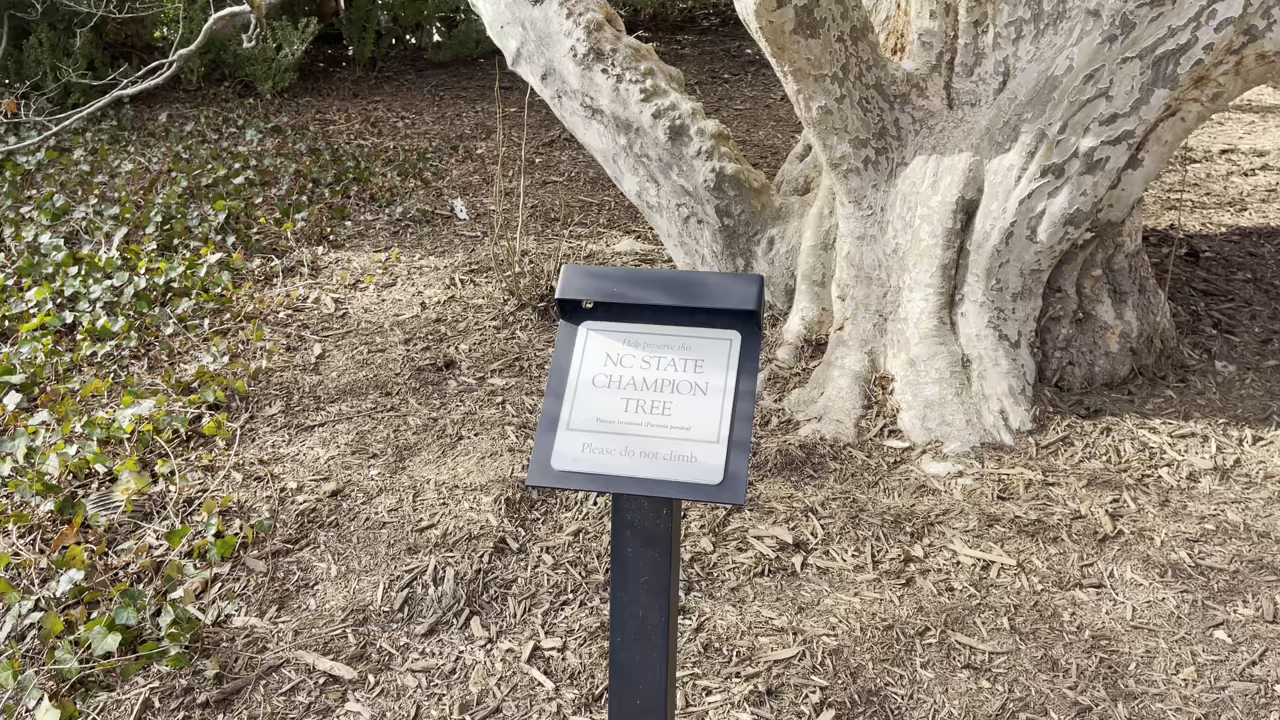 Help preserve this
NC STATE
CHAMPION
TREE
Persian Ironwood (Parrotia persica)
Please do not climb